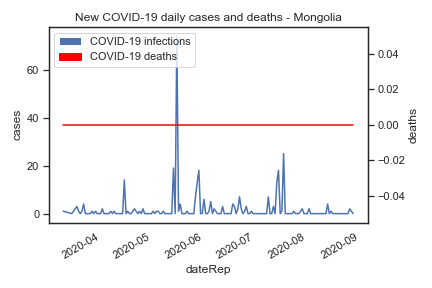 New COVID-19 daily cases and deaths - Mongolia
COVID-19 infections
COVID-19 deaths
cases
60
40
20
0
deaths
0.04
0.02
0.00
−0.02
−0.04
2020-04
2020-05
2020-06
2020-07
2020-08
2020-09
dateRep